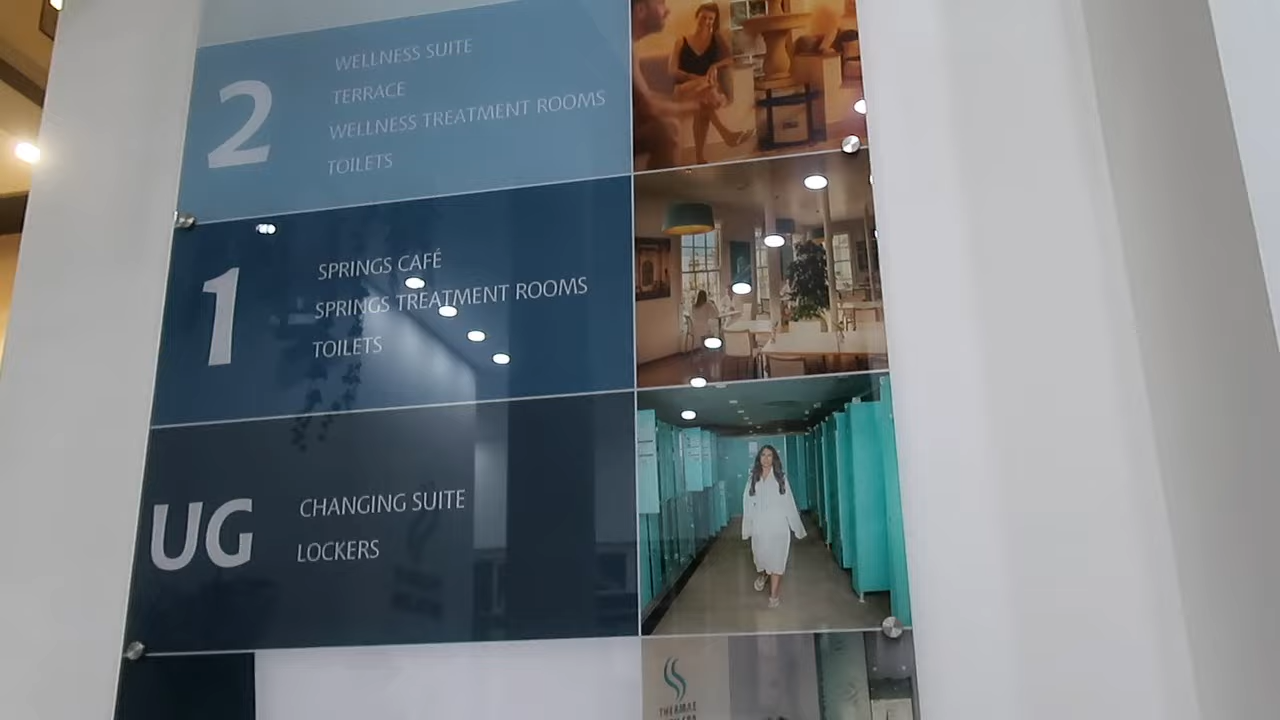 2
WELLNESS SUITE
TERRACE
WELLNESS TREATMENT ROOMS
TOILETS
1
SPRINGS CAFÉ
SPRINGS TREATMENT ROOMS
TOILETS
UG
CHANGING SUITE
LOCKERS
THERMAE